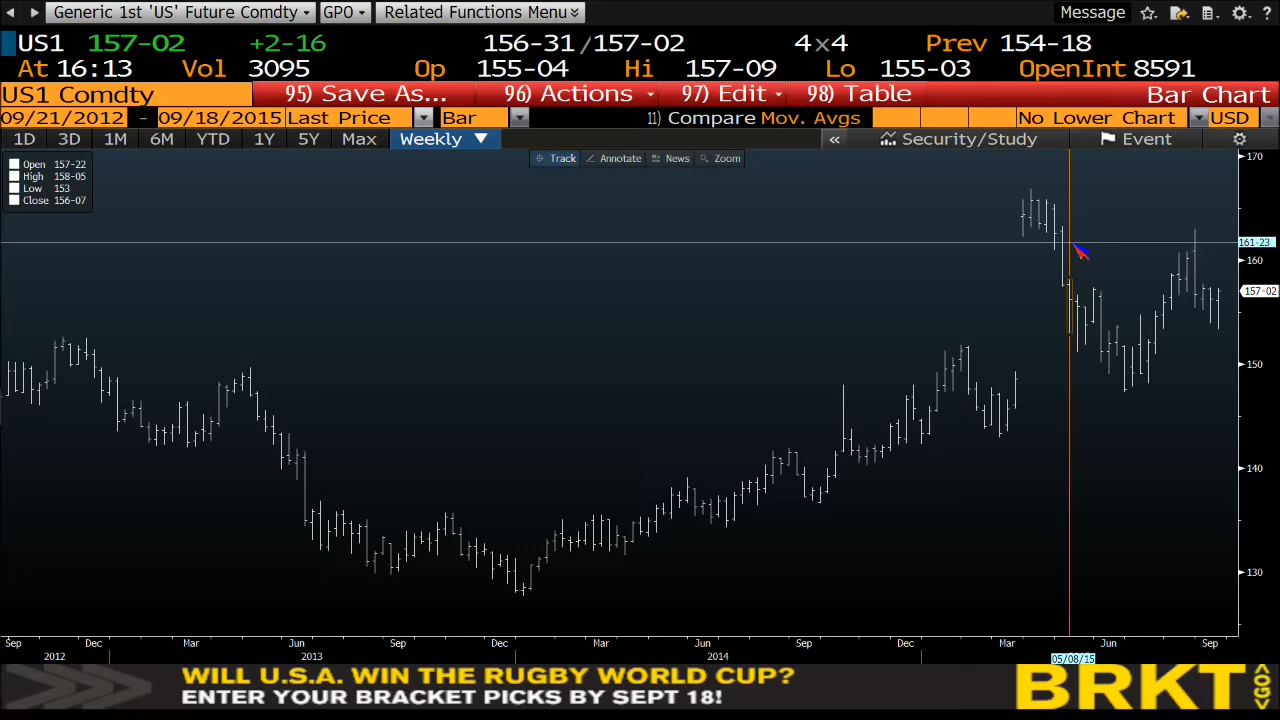 Generic 1st 'US' Future Comdty GPO Related Functions Menu Message ?
US1 157-02 +2-16 156-31/157-02 4x4 Prev 154-18
At 16:13 Vol 3095 Op 155-04 Hi 157-09 Lo 155-03 OpenInt 8591
US1 Comdty 95) Save As... 96) Actions 97) Edit 98) Table Bar Chart
09/21/2012 - 09/18/2015 Last Price Bar 11) Compare Mov. Avgs No Lower Chart USD
1D 3D 1M 6M YTD 1Y 5Y Max Weekly ▼ « Security/Study Event
Track Annotate News Zoom
Open 157-22
High 158-05
Low 153
Close 156-07
170
161-23
160
157-02
150
140
130
Sep Dec Mar Jun Sep Dec Mar Jun Sep Dec Mar Jun Sep
2012 2013 2014 05/08/15
WILL U.S.A. WIN THE RUGBY WORLD CUP?
ENTER YOUR BRACKET PICKS BY SEPT 18!
BRKT <GO>